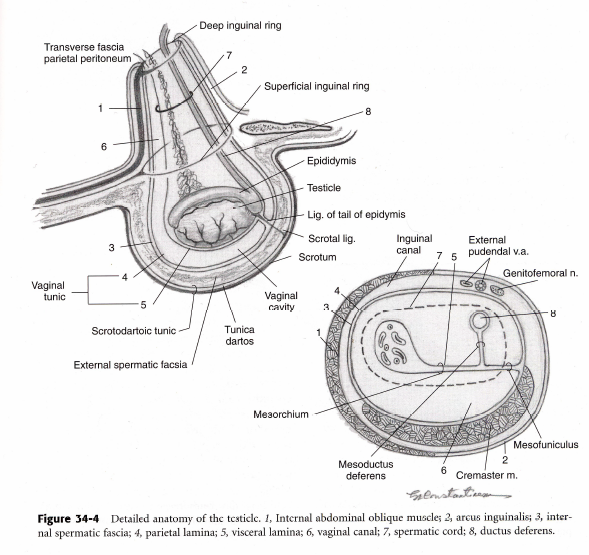 Deep inguinal ring
Transverse fascia
parietal peritoneum
7
2
Superficial inguinal ring
1
8
6
Epididymis
Testicle
Lig. of tail of epidymis
Scrotal lig.
Scrotum
3
4
Vaginal
tunic
5
Vaginal
cavity
Scrotodartoic tunic
Tunica
dartos
External spermatic facsia
Inguinal
canal
External
pudendal v.a.
7
5
Genitofemoral n.
4
3
8
1
Mesorchium
Mesofuniculus
Mesoductus
deferens
6
Cremaster m.
2
Figure 34-4 Detailed anatomy of the testicle. 1, Internal abdominal oblique muscle; 2, arcus inguinalis; 3, inter-
nal spermatic fascia; 4, parietal lamina; 5, visceral lamina; 6, vaginal canal; 7, spermatic cord; 8, ductus deferens.